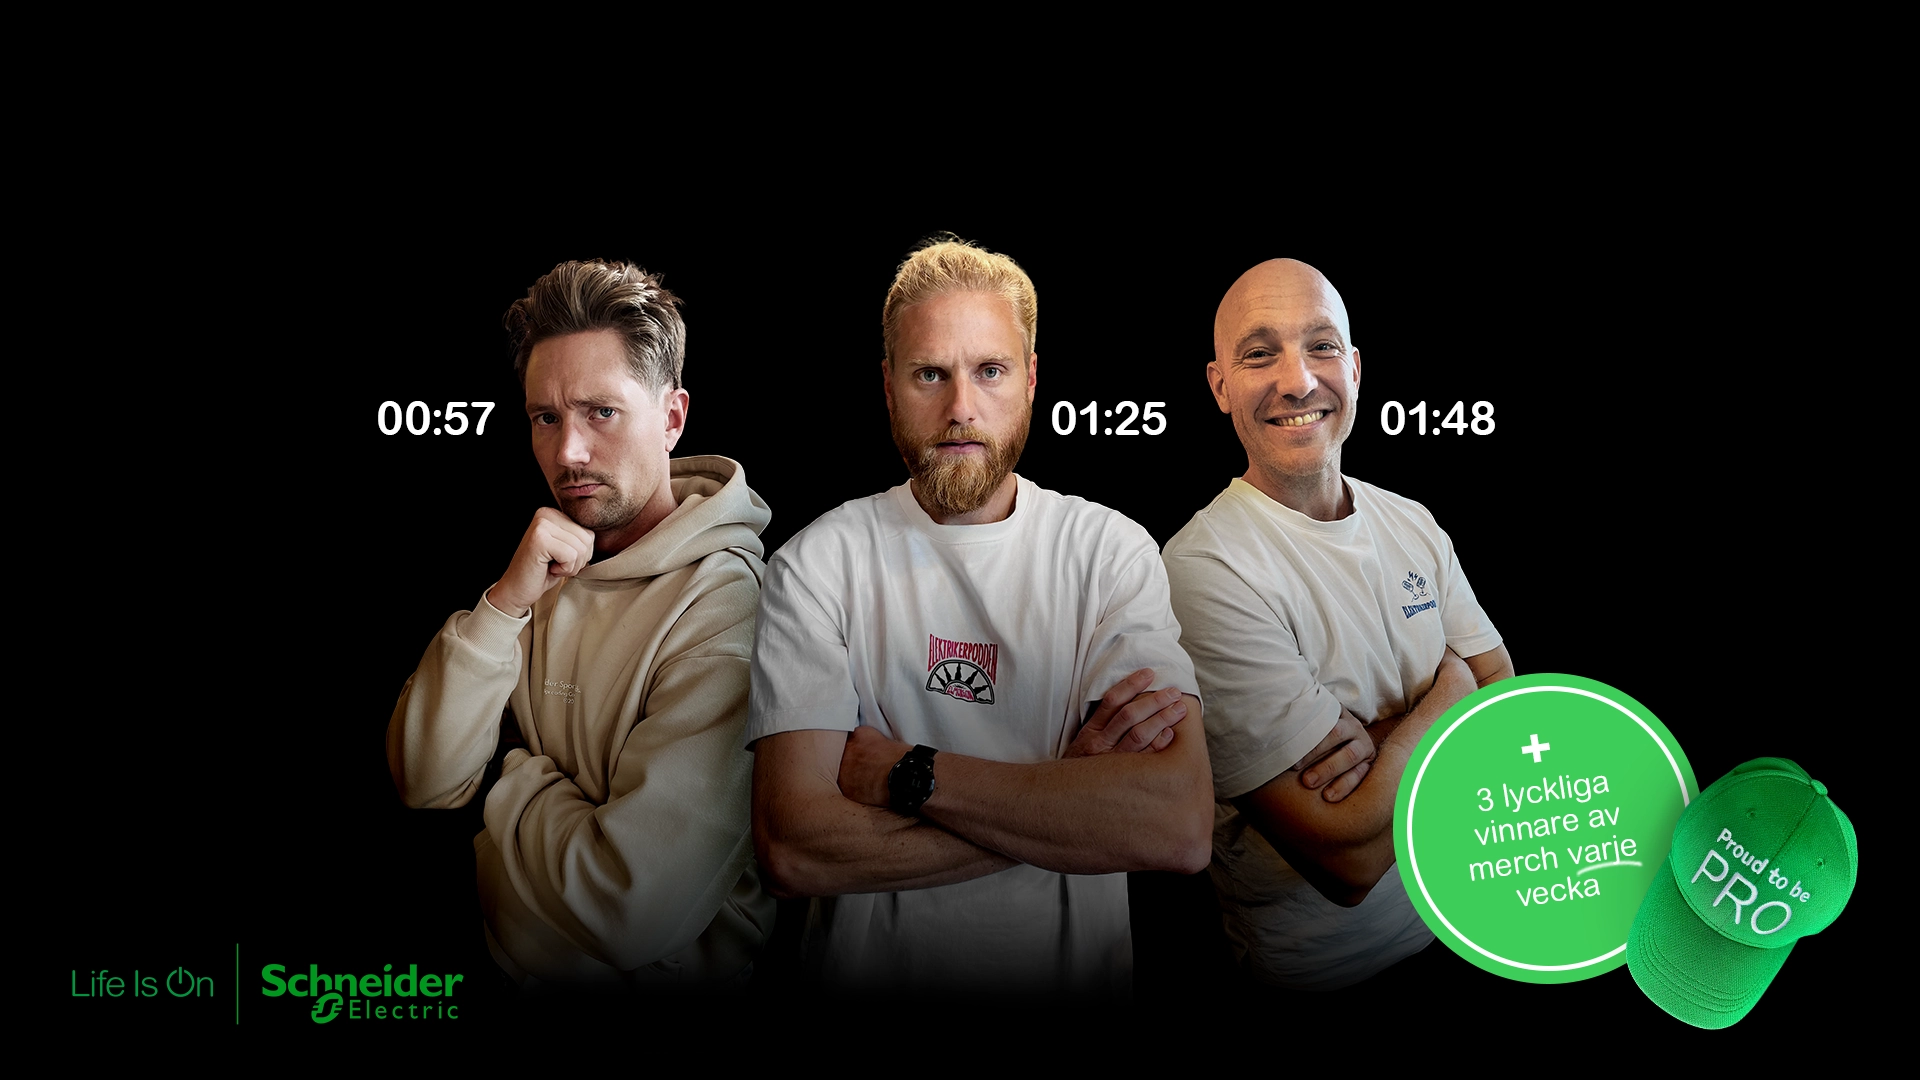 00:57
01:25
01:48
ELEKTRIKERPODDEN
+
3 lyckliga
vinnare av
merch varje
vecka
Proud to be
PRO
Life Is On
Schneider
Electric